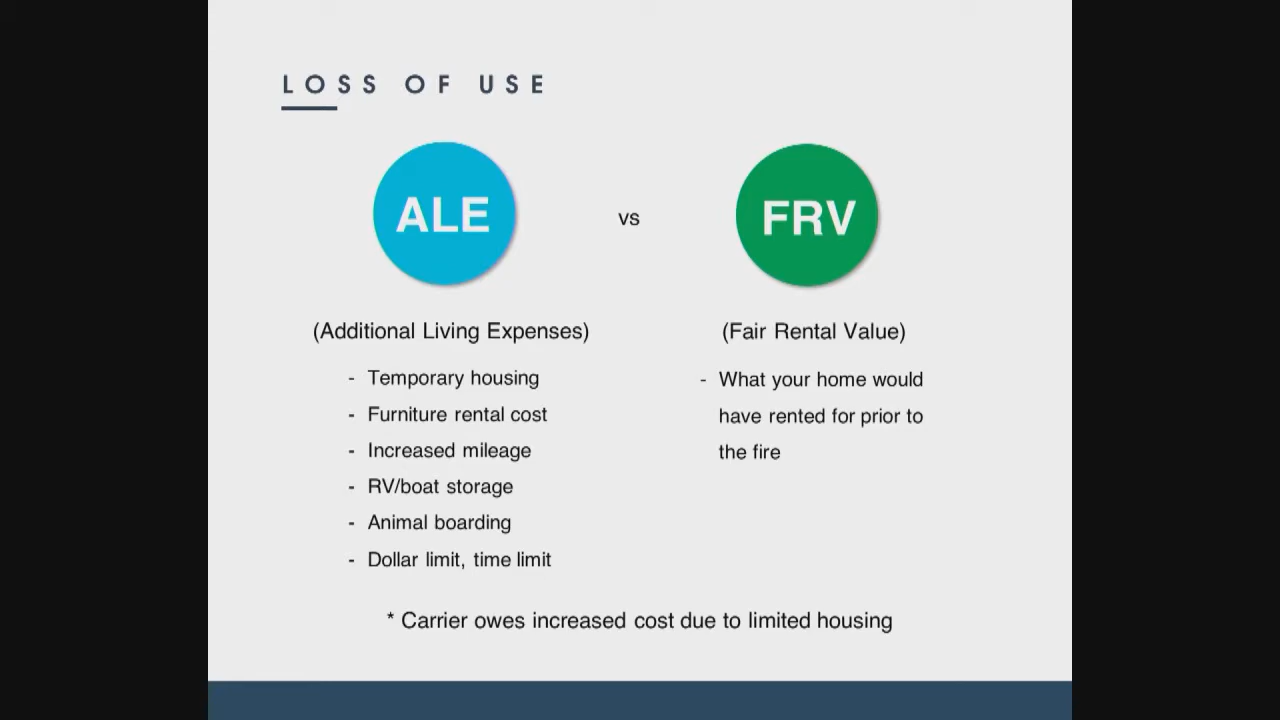 LOSS OF USE
ALE
vs
FRV
(Additional Living Expenses)
- Temporary housing
- Furniture rental cost
- Increased mileage
- RV/boat storage
- Animal boarding
- Dollar limit, time limit
(Fair Rental Value)
- What your home would
have rented for prior to
the fire
* Carrier owes increased cost due to limited housing